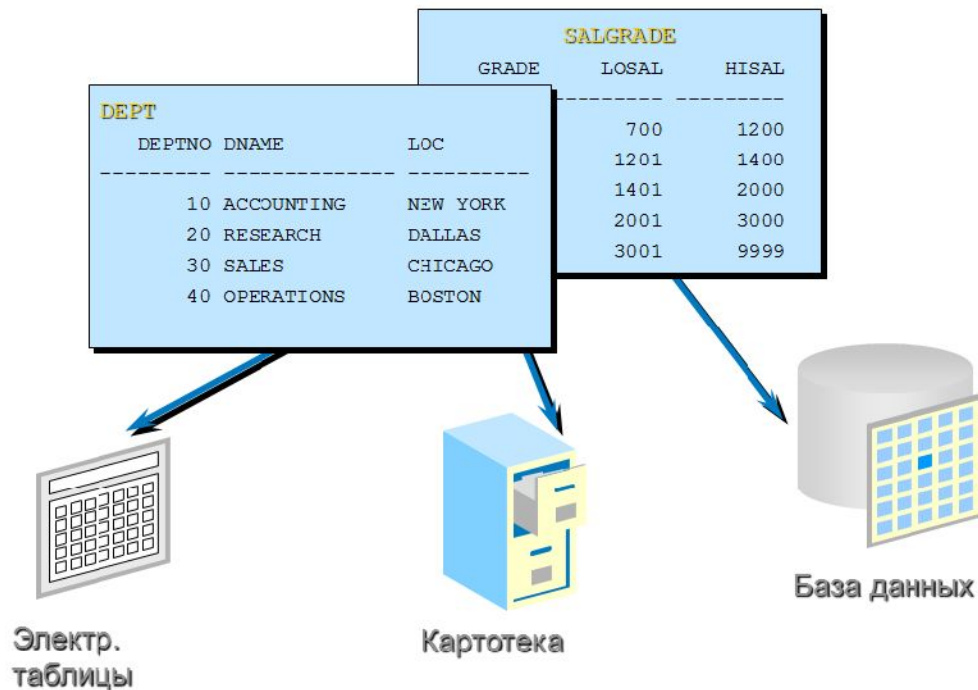 SALGRADE
GRADE LOSAL HISAL
--------- ---------
700 1200
1201 1400
1401 2000
2001 3000
3001 9999
DEPT
DEPTNO DNAME LOC
--------- -------------- ----------
10 ACCOUNTING NEW YORK
20 RESEARCH DALLAS
30 SALES CHICAGO
40 OPERATIONS BOSTON
Электр.
таблицы
Картотека
База данных